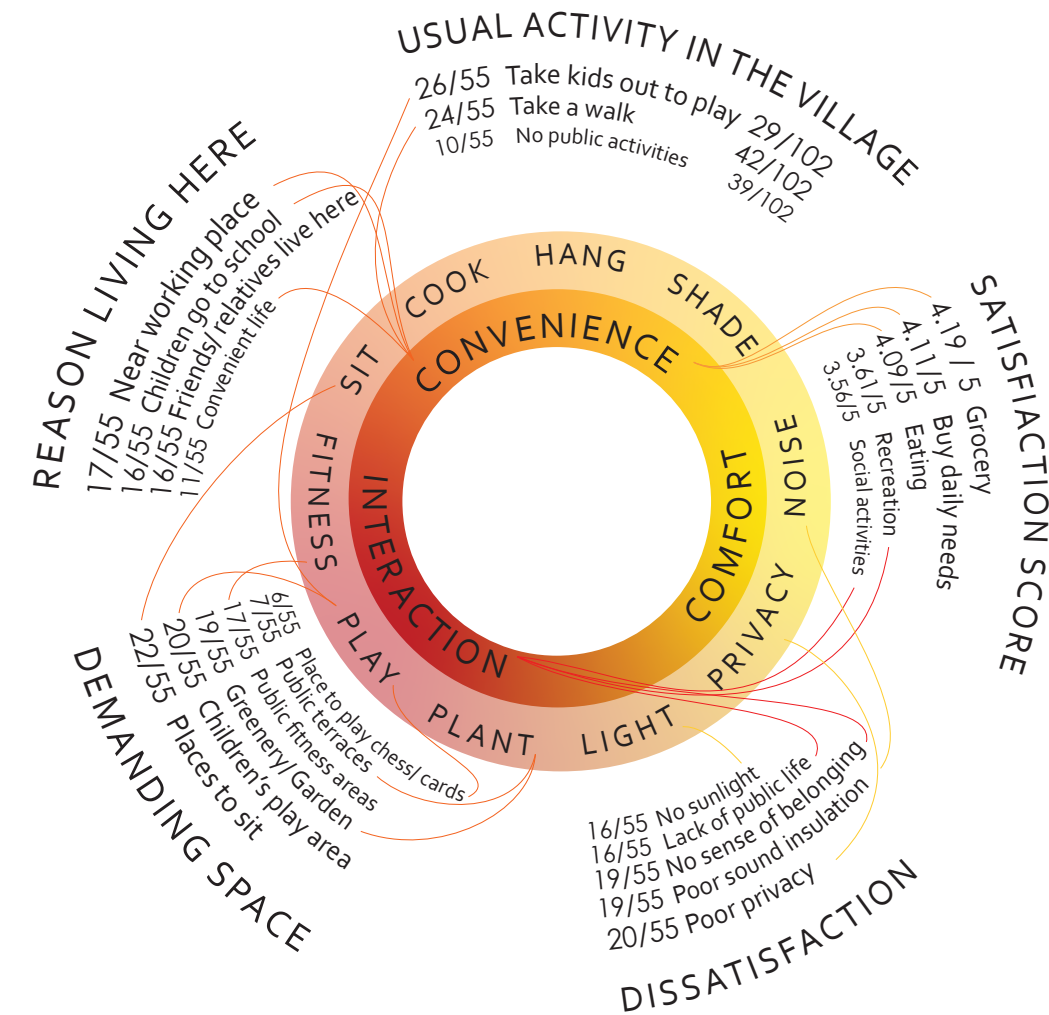 USUAL ACTIVITY IN THE VILLAGE
26/55 Take kids out to play 29/102
24/55 Take a walk 42/102
10/55 No public activities 39/102
REASON LIVING HERE
17/55 Near working place
16/55 Children go to school
16/55 Friends/ relatives live here
11/55 Convenient life
SATISFIACTION SCORE
4.19 / 5 Grocery
4.11/5 Buy daily needs
4.09/5 Eating
3.61/5 Recreation
3.56/5 Social activities
COOK
HANG
SHADE
NOISE
PRIVACY
LIGHT
PLANT
PLAY
FITNESS
SIT
CONVENIENCE
COMFORT
INTERACTION
DEMANDING SPACE
6/55 Place to play chess/ cards
7/55 Public terraces
17/55 Public fitness areas
19/55 Greenery/ Garden
20/55 Children's play area
22/55 Places to sit
16/55 No sunlight
16/55 Lack of public life
19/55 No sense of belonging
19/55 Poor sound insulation
20/55 Poor privacy
DISSATISFACTION